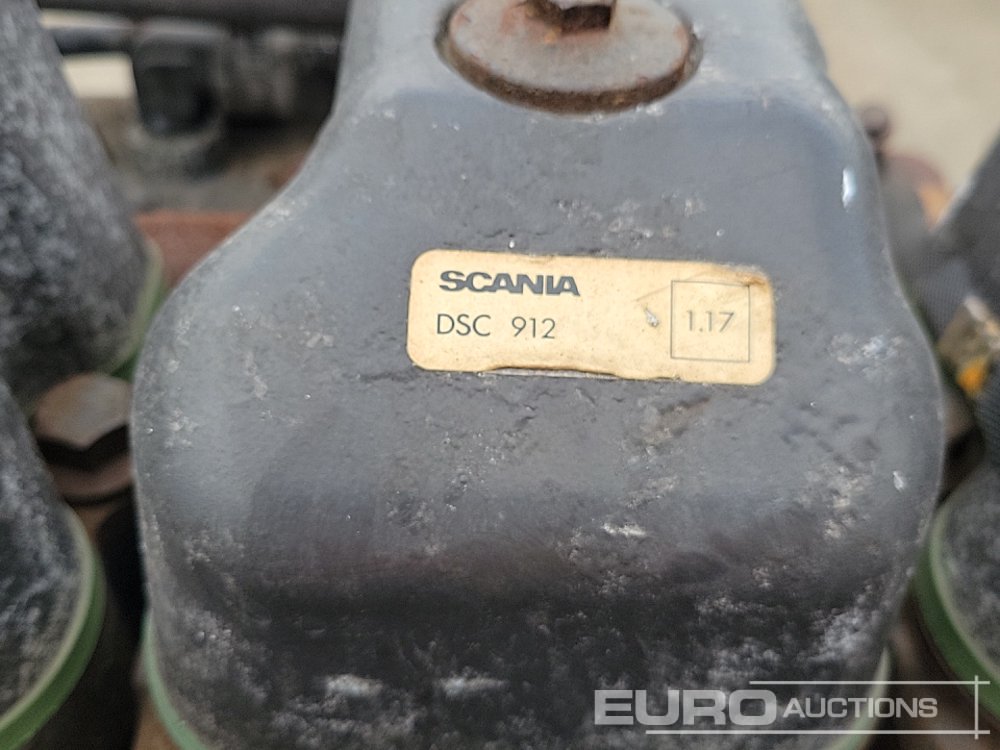 SCANIA
DSC 912
1.17
EURO AUCTIONS